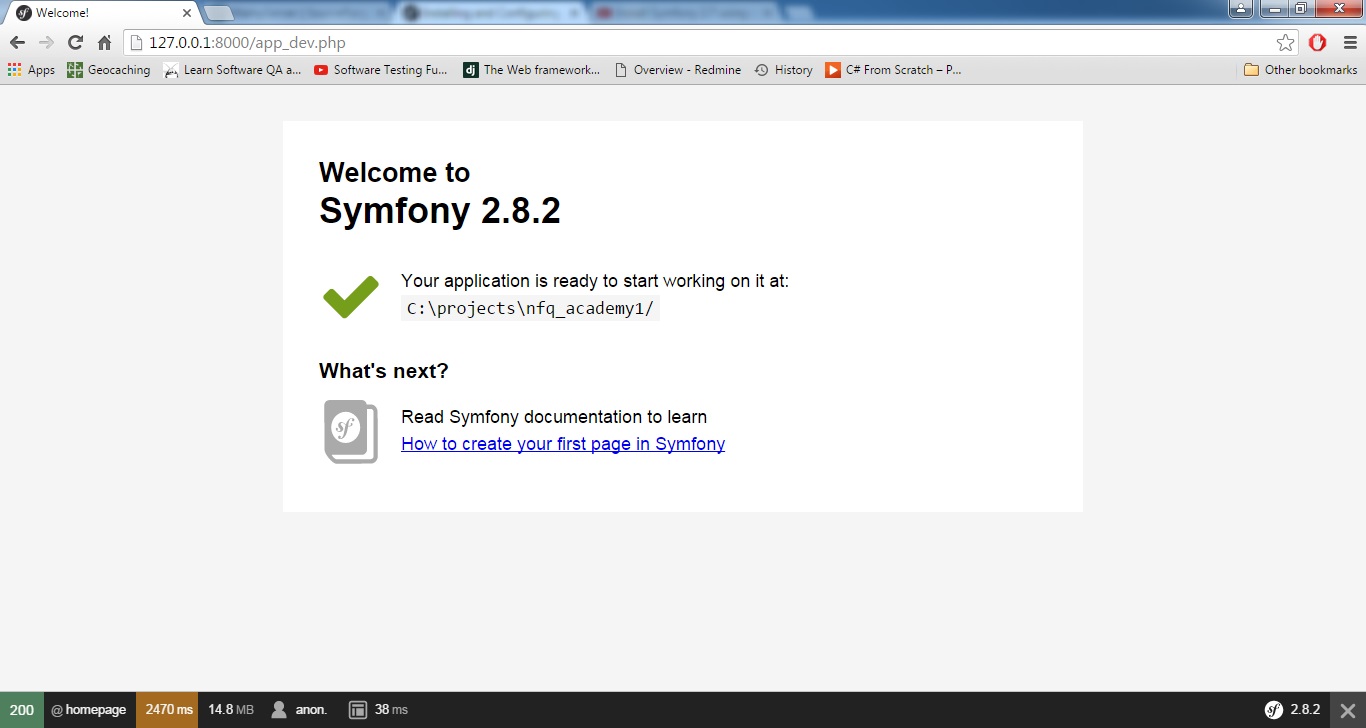 Welcome!
127.0.0.1:8000/app_dev.php
Apps
Geocaching
Learn Software QA a...
Software Testing Fu...
dj
The Web framework...
Overview - Redmine
History
C# From Scratch – P...
Other bookmarks
Welcome to
Symfony 2.8.2
Your application is ready to start working on it at:
C:\projects\nfq_academy1/
What's next?
Read Symfony documentation to learn
How to create your first page in Symfony
200
@ homepage
2470 ms
14.8 MB
anon.
38 ms
2.8.2